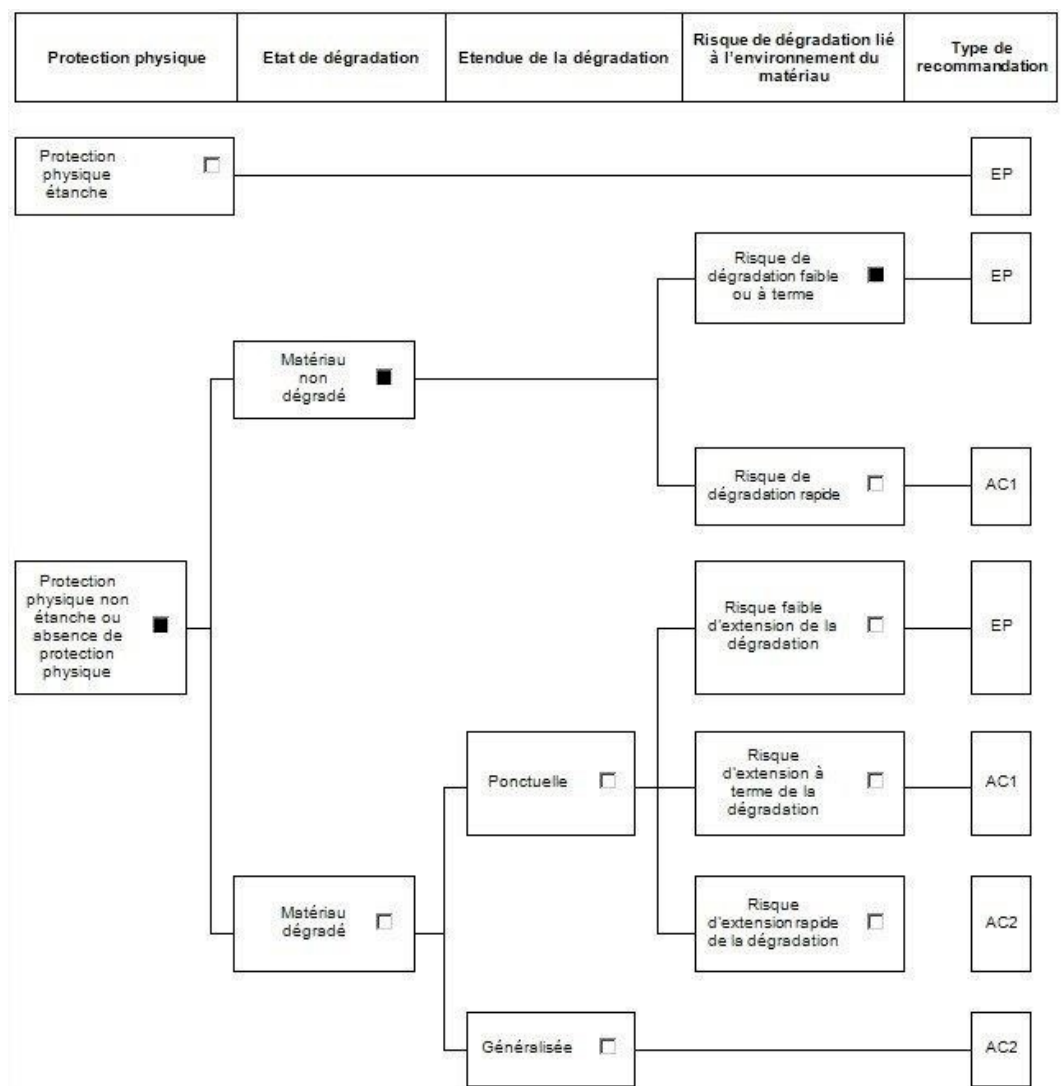 Protection physique
Etat de dégradation
Etendue de la dégradation
Risque de dégradation lié
à l'environnement du
matériau
Type de
recommandation
Protection
physique
étanche
EP
Risque de
dégradation faible
ou à terme
EP
Matériau
non
dégradé
Risque de
dégradation rapide
AC1
Protection
physique non
étanche ou
absence de
protection
physique
Risque faible
d'extension de la
dégradation
EP
Ponctuelle
Risque
d'extension à
terme de la
dégradation
AC1
Matériau
dégradé
Risque
d'extension rapide
de la dégradation
AC2
Généralisée
AC2